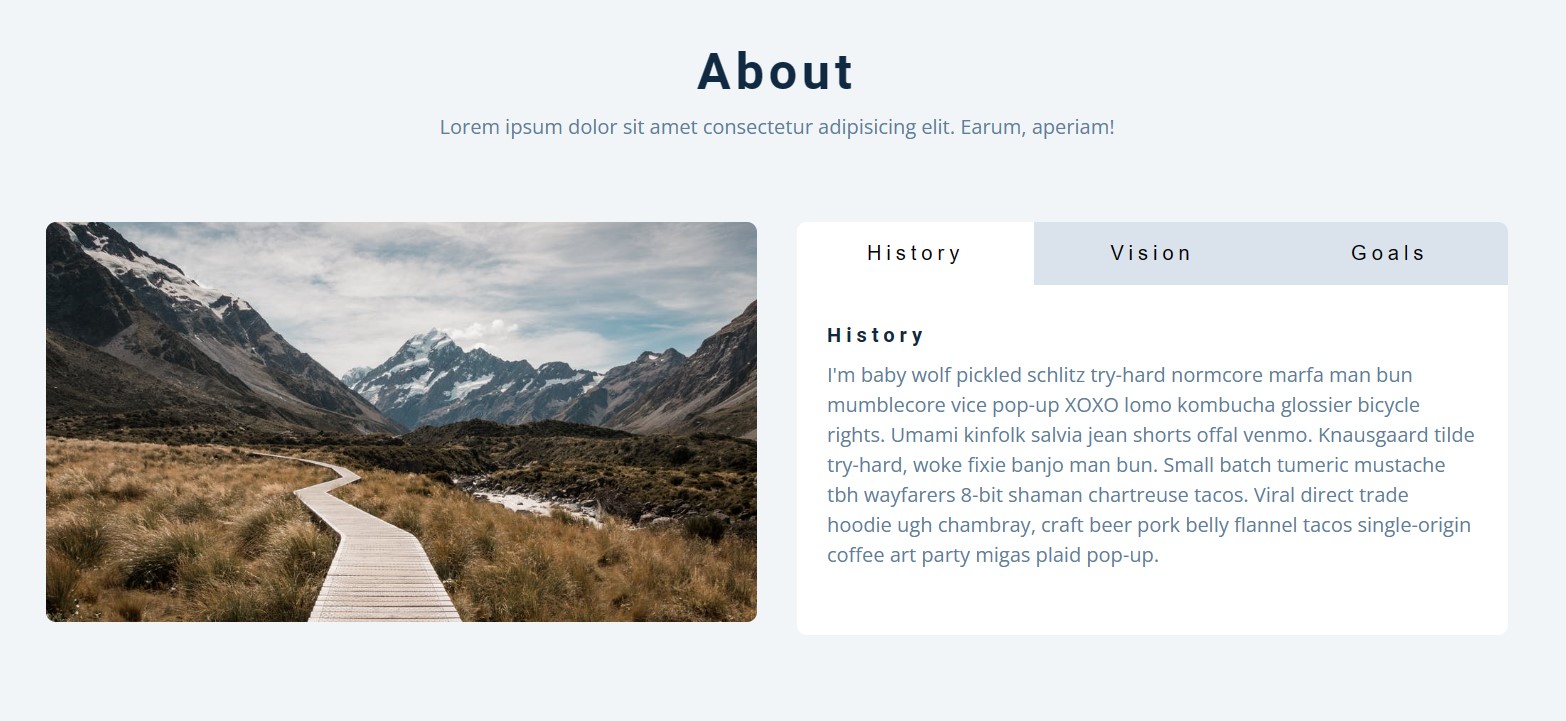 About
Lorem ipsum dolor sit amet consectetur adipisicing elit. Earum, aperiam!
History Vision Goals
History
I'm baby wolf pickled schlitz try-hard normcore marfa man bun
mumblecore vice pop-up XOXO lomo kombucha glossier bicycle
rights. Umami kinfolk salvia jean shorts offal venmo. Knausgaard tilde
try-hard, woke fixie banjo man bun. Small batch tumeric mustache
tbh wayfarers 8-bit shaman chartreuse tacos. Viral direct trade
hoodie ugh chambray, craft beer pork belly flannel tacos single-origin
coffee art party migas plaid pop-up.